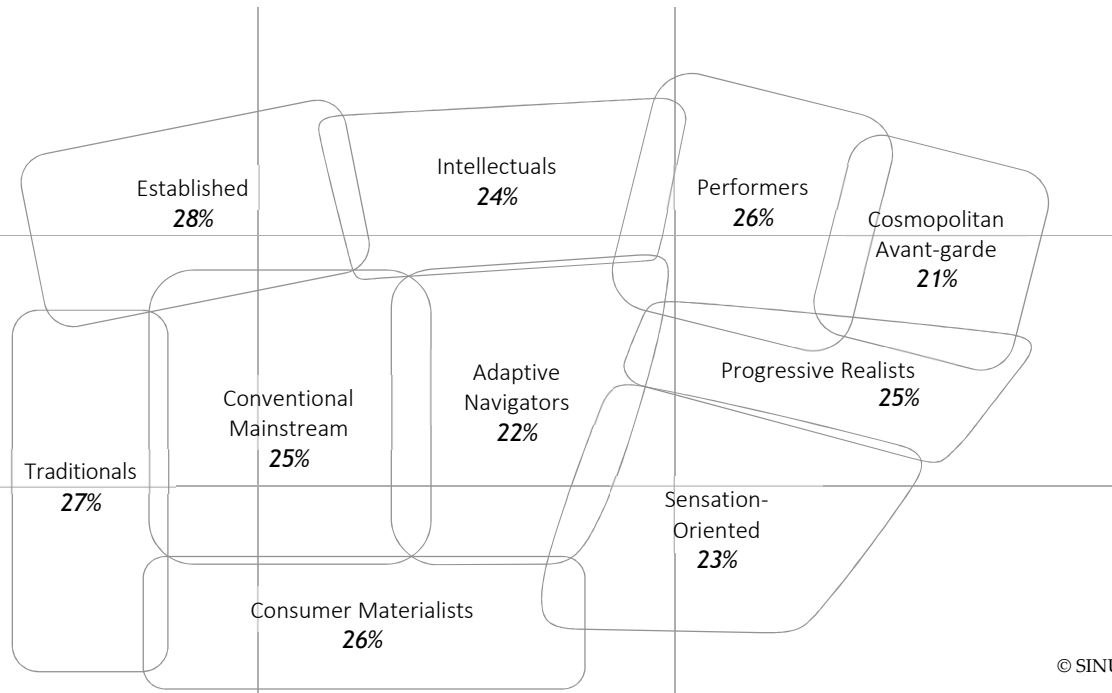 Established
28%
Intellectuals
24%
Performers
26%
Cosmopolitan
Avant-garde
21%
Progressive Realists
25%
Adaptive
Navigators
22%
Conventional
Mainstream
25%
Traditionals
27%
Sensation-
Oriented
23%
Consumer Materialists
26%
© SINU